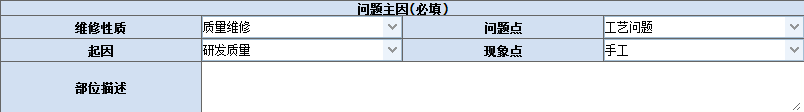 问题主因(必填)
维修性质 质量维修 问题点 工艺问题
起因 研发质量 现象点 手工
部位描述